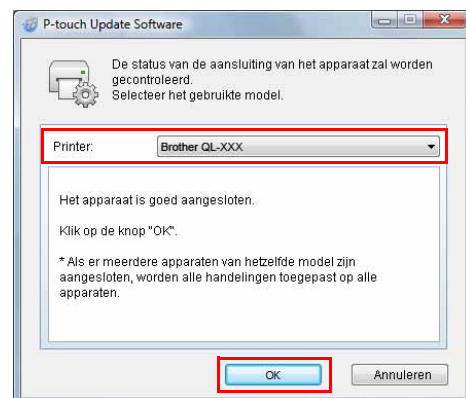 P-touch Update Software
De status van de aansluiting van het apparaat zal worden
gecontroleerd.
Selecteer het gebruikte model.
Printer: Brother QL-XXX
Het apparaat is goed aangesloten.
Klik op de knop "OK".
* Als er meerdere apparaten van hetzelfde model zijn
aangesloten, worden alle handelingen toegepast op alle
apparaten.
OK Annuleren